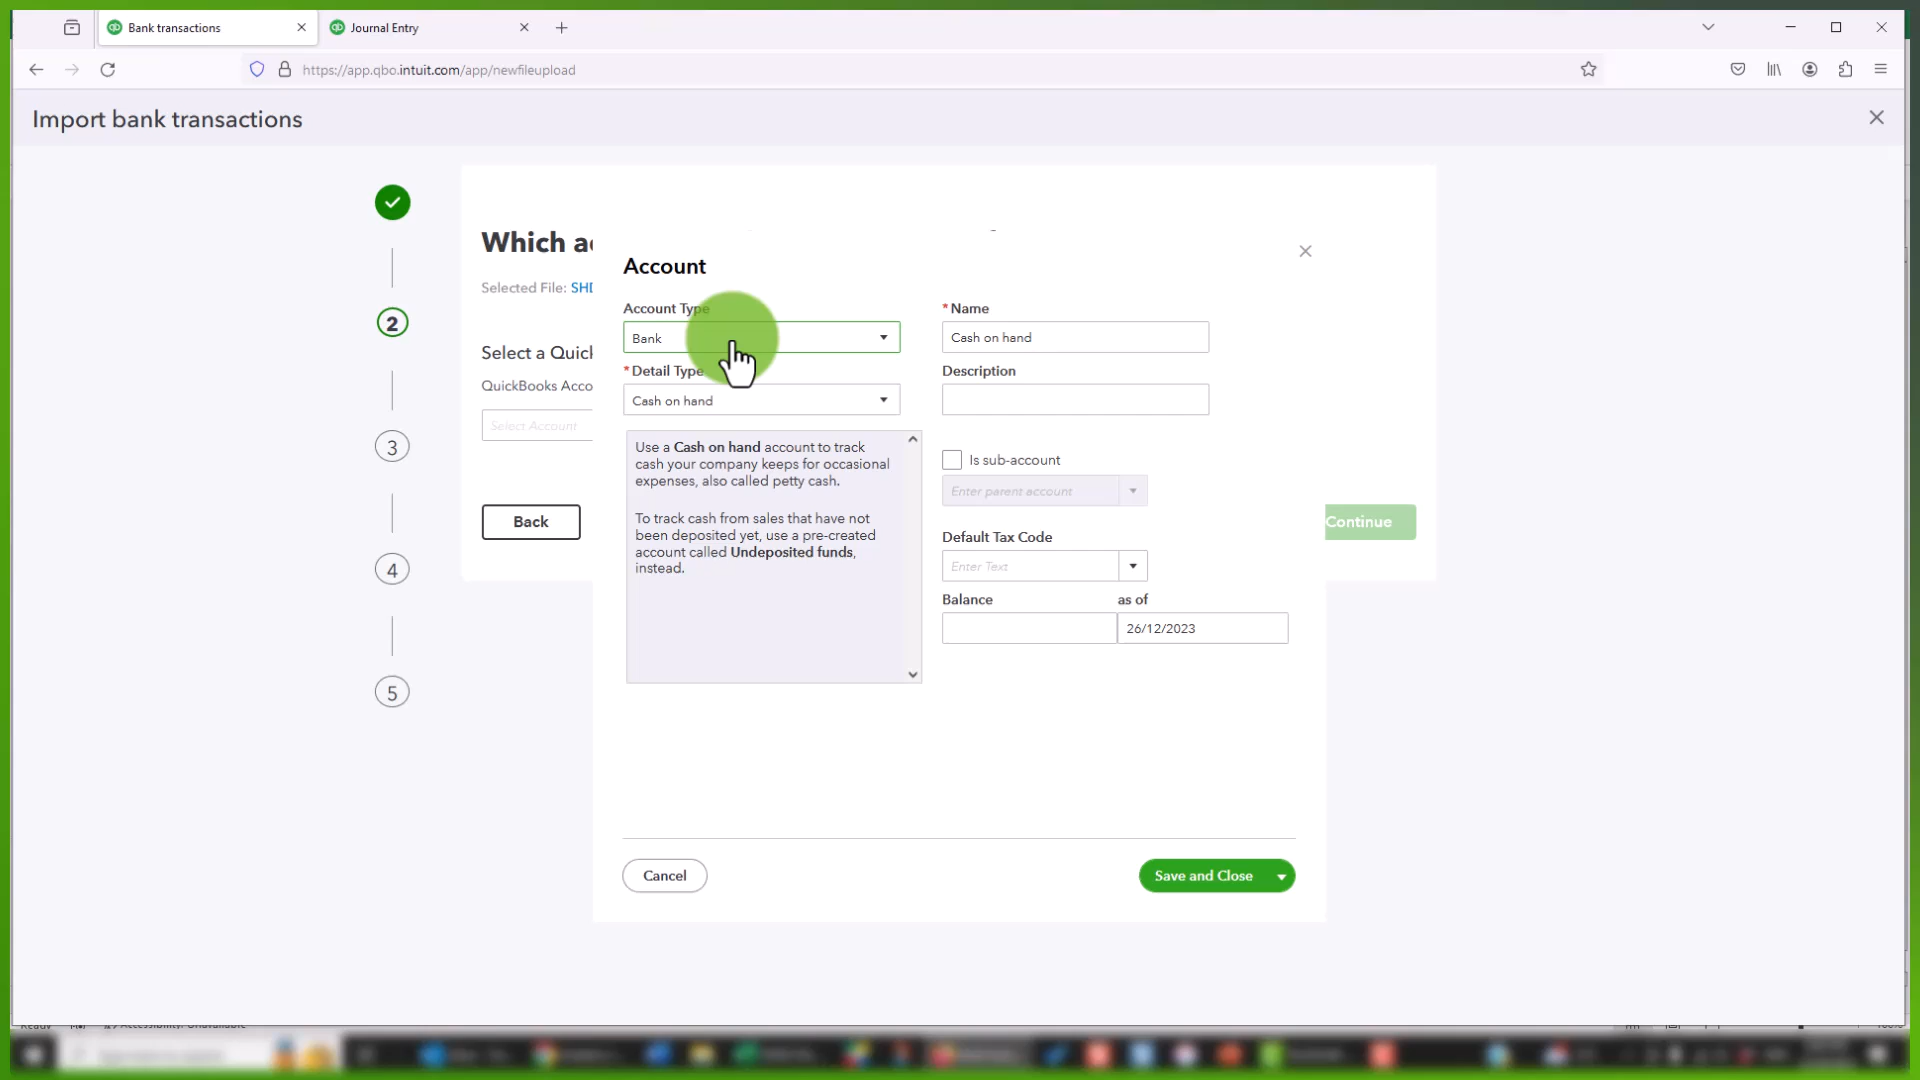 Bank transactions
Journal Entry
https://app.qbo.intuit.com/app/newfileupload
Import bank transactions
Which
Selected File: SHD
Select a Quick
QuickBooks Acco
Select Account
Back
Continue
2
3
4
5
Account
Account Type
Bank
*Detail Type
Cash on hand
Use a Cash on hand account to track
cash your company keeps for occasional
expenses, also called petty cash.
To track cash from sales that have not
been deposited yet, use a pre-created
account called Undeposited funds,
instead.
*Name
Cash on hand
Description
Is sub-account
Enter parent account
Default Tax Code
Enter Text
Balance as of
26/12/2023
Cancel
Save and Close